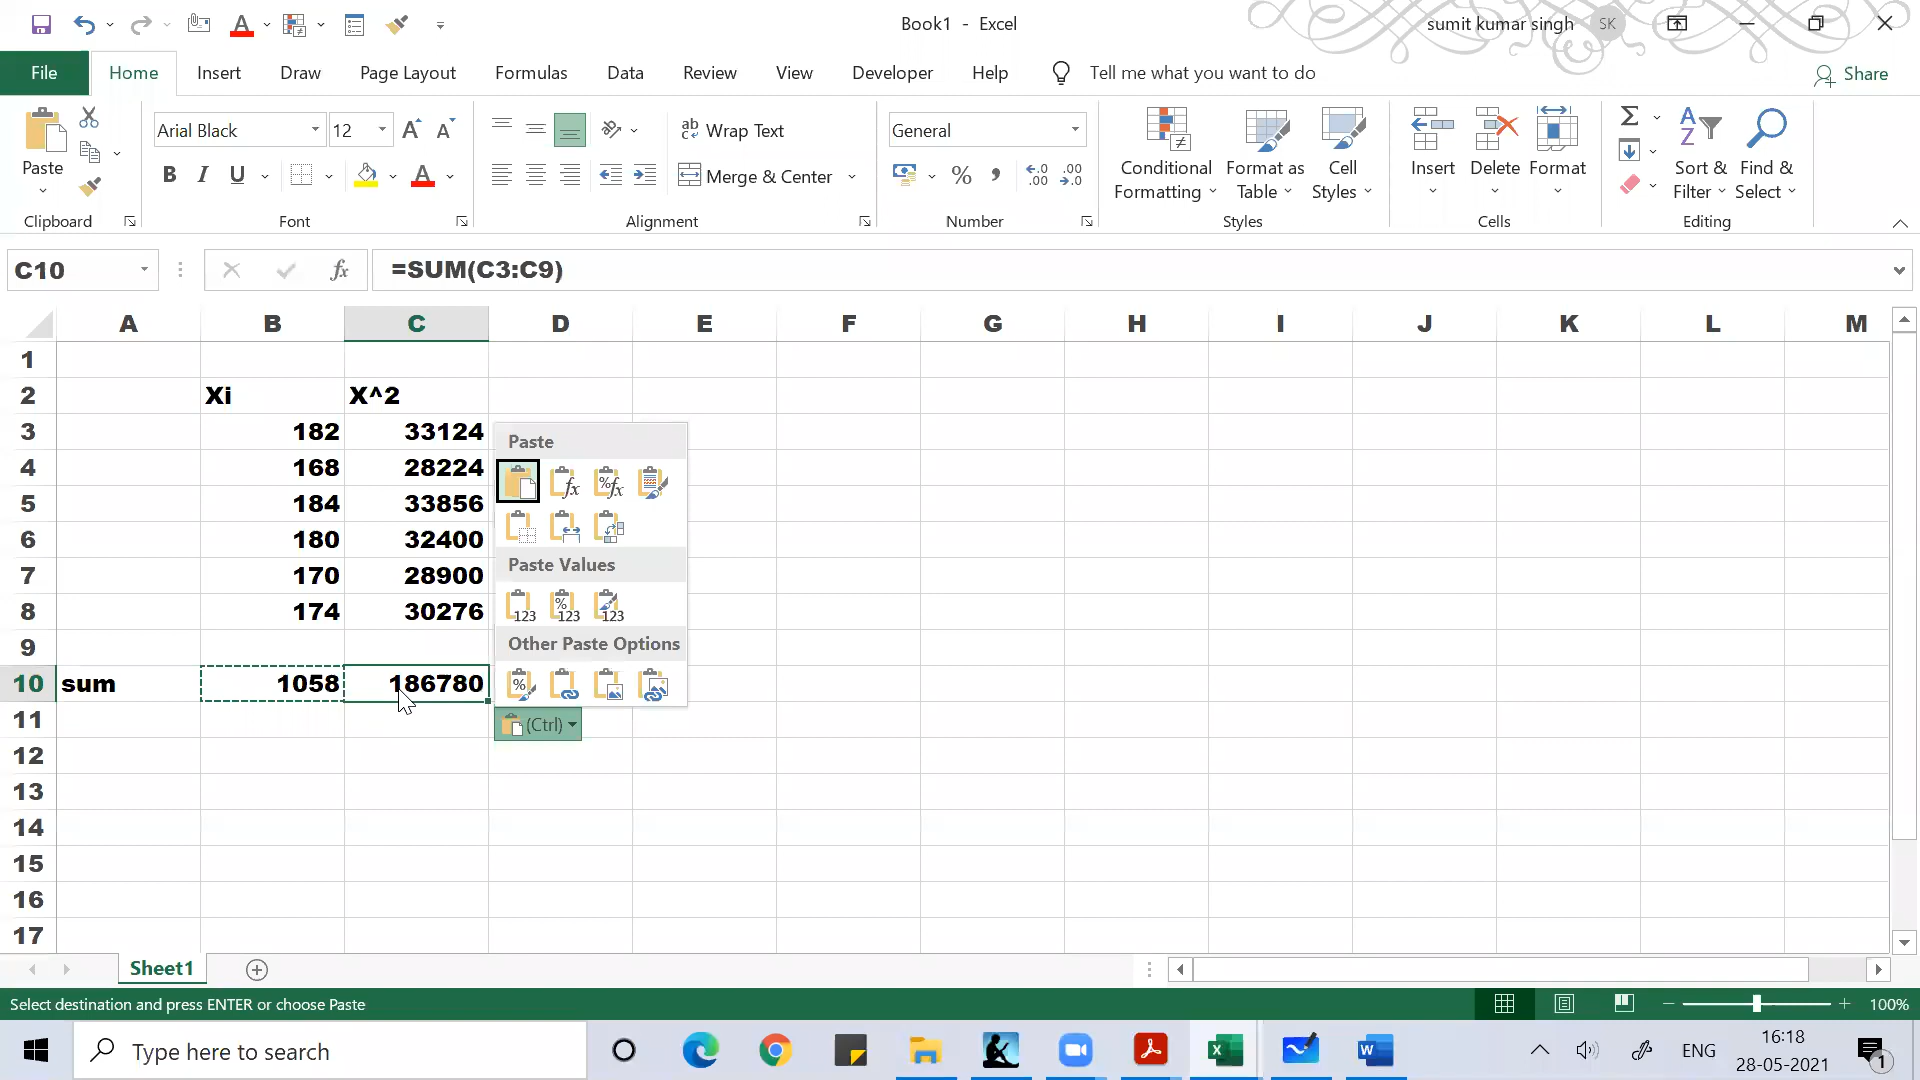 Book1 - Excel
sumit kumar singh
SK
File
Home
Insert
Draw
Page Layout
Formulas
Data
Review
View
Developer
Help
Tell me what you want to do
Share
Paste
Clipboard
Arial Black
12
B I U
Font
Wrap Text
Merge & Center
Alignment
General
Number
Conditional
Formatting
Format as
Table
Cell
Styles
Styles
Insert
Delete
Format
Cells
Sort &
Filter
Find &
Select
Editing
C10
fx
=SUM(C3:C9)
A B C D E F G H I J K L M
1
2 Xi X^2
3 182 33124
4 168 28224
5 184 33856
6 180 32400
7 170 28900
8 174 30276
9
10 sum 1058 186780
11
12
13
14
15
16
17
Paste
Paste Values
123 123 123
Other Paste Options
(Ctrl)
Sheet1
Select destination and press ENTER or choose Paste
100%
Type here to search
ENG
16:18
28-05-2021
1